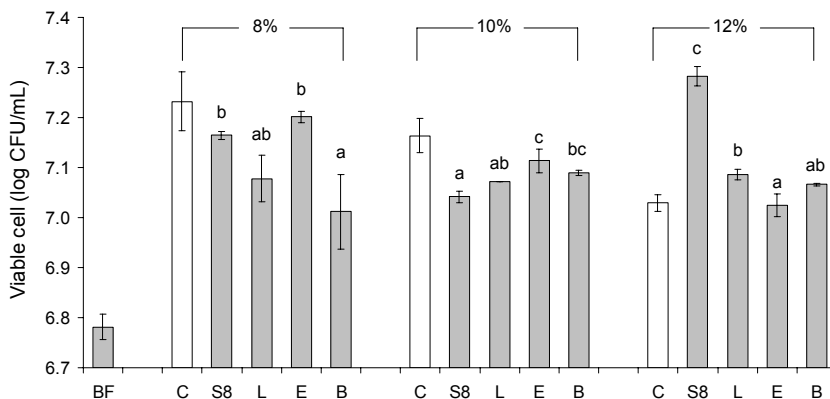 Viable cell (log CFU/mL)
7.4
7.3
7.2
7.1
7.0
6.9
6.8
6.7
8%
10%
12%
b
ab
b
a
a
ab
c
bc
c
b
a
ab
BF C S8 L E B C S8 L E B C S8 L E B